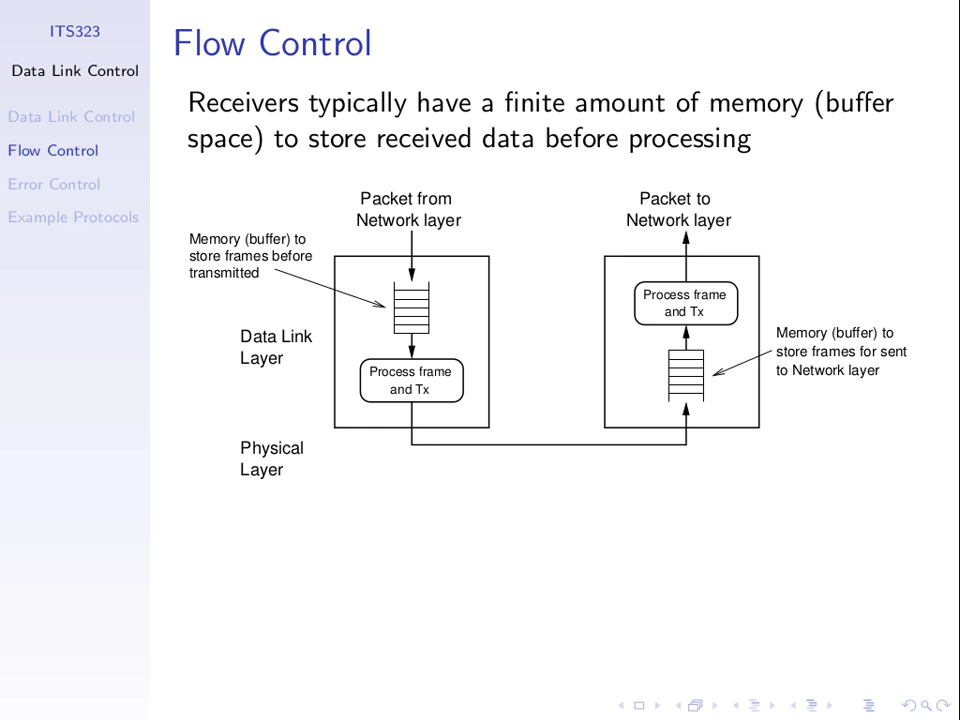 ITS323
Data Link Control
Data Link Control
Flow Control
Error Control
Example Protocols
Flow Control
Receivers typically have a finite amount of memory (buffer
space) to store received data before processing
Packet from
Network layer
Packet to
Network layer
Memory (buffer) to
store frames before
transmitted
Process frame
and Tx
Data Link
Layer
Process frame
and Tx
Memory (buffer) to
store frames for sent
to Network layer
Physical
Layer